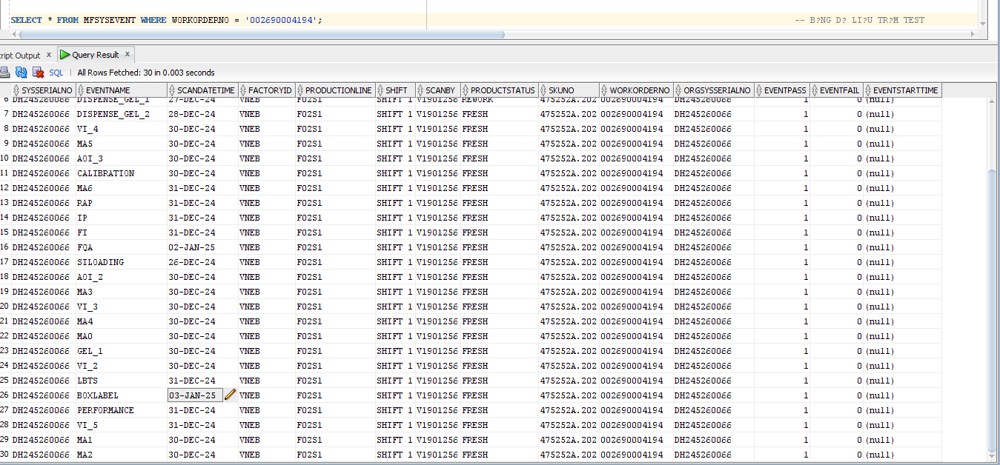 SELECT * FROM MFSYSEVENT WHERE WORKORDERNO = '002690004194'; -- B?NG D? LI?U TR?M TEST
ript Output x Query Result x
SQL | All Rows Fetched: 30 in 0.003 seconds
SYSSERIALNO EVENTNAME SCANDATETIME FACTORYID PRODUCTIONLINE SHIFT SCANBY PRODUCTSTATUS SKUNO WORKORDERNO ORGSYSSERIALNO EVENTPASS EVENTFAIL EVENTSTARTTIME
6 DH245260066 DISPENSE_GEL_1 27-DEC-24 VNEB F02S1 SHIFT 1 V1901256 REWORK 475252A.202 002690004194 DH245260066 1 0 (null)
7 DH245260066 DISPENSE_GEL_2 28-DEC-24 VNEB F02S1 SHIFT 1 V1901256 FRESH 475252A.202 002690004194 DH245260066 1 0 (null)
8 DH245260066 VI_4 30-DEC-24 VNEB F02S1 SHIFT 1 V1901256 FRESH 475252A.202 002690004194 DH245260066 1 0 (null)
9 DH245260066 MA5 30-DEC-24 VNEB F02S1 SHIFT 1 V1901256 FRESH 475252A.202 002690004194 DH245260066 1 0 (null)
10 DH245260066 AOI_3 30-DEC-24 VNEB F02S1 SHIFT 1 V1901256 FRESH 475252A.202 002690004194 DH245260066 1 0 (null)
11 DH245260066 CALIBRATION 30-DEC-24 VNEB F02S1 SHIFT 1 V1901256 FRESH 475252A.202 002690004194 DH245260066 1 0 (null)
12 DH245260066 MA6 31-DEC-24 VNEB F02S1 SHIFT 1 V1901256 FRESH 475252A.202 002690004194 DH245260066 1 0 (null)
13 DH245260066 RAP 31-DEC-24 VNEB F02S1 SHIFT 1 V1901256 FRESH 475252A.202 002690004194 DH245260066 1 0 (null)
14 DH245260066 IP 31-DEC-24 VNEB F02S1 SHIFT 1 V1901256 FRESH 475252A.202 002690004194 DH245260066 1 0 (null)
15 DH245260066 FI 31-DEC-24 VNEB F02S1 SHIFT 1 V1901256 FRESH 475252A.202 002690004194 DH245260066 1 0 (null)
16 DH245260066 FQA 02-JAN-25 VNEB F02S1 SHIFT 1 V1901256 FRESH 475252A.202 002690004194 DH245260066 1 0 (null)
17 DH245260066 SILOADING 26-DEC-24 VNEB F02S1 SHIFT 1 V1901256 FRESH 475252A.202 002690004194 DH245260066 1 0 (null)
18 DH245260066 AOI_2 30-DEC-24 VNEB F02S1 SHIFT 1 V1901256 FRESH 475252A.202 002690004194 DH245260066 1 0 (null)
19 DH245260066 MA3 30-DEC-24 VNEB F02S1 SHIFT 1 V1901256 FRESH 475252A.202 002690004194 DH245260066 1 0 (null)
20 DH245260066 VI_3 30-DEC-24 VNEB F02S1 SHIFT 1 V1901256 FRESH 475252A.202 002690004194 DH245260066 1 0 (null)
21 DH245260066 MA4 30-DEC-24 VNEB F02S1 SHIFT 1 V1901256 FRESH 475252A.202 002690004194 DH245260066 1 0 (null)
22 DH245260066 MA0 30-DEC-24 VNEB F02S1 SHIFT 1 V1901256 FRESH 475252A.202 002690004194 DH245260066 1 0 (null)
23 DH245260066 GEL_1 30-DEC-24 VNEB F02S1 SHIFT 1 V1901256 FRESH 475252A.202 002690004194 DH245260066 1 0 (null)
24 DH245260066 VI_2 30-DEC-24 VNEB F02S1 SHIFT 1 V1901256 FRESH 475252A.202 002690004194 DH245260066 1 0 (null)
25 DH245260066 LBTS 31-DEC-24 VNEB F02S1 SHIFT 1 V1901256 FRESH 475252A.202 002690004194 DH245260066 1 0 (null)
26 DH245260066 BOXLABEL 03-JAN-25 VNEB F02S1 SHIFT 1 V1901256 FRESH 475252A.202 002690004194 DH245260066 1 0 (null)
27 DH245260066 PERFORMANCE 31-DEC-24 VNEB F02S1 SHIFT 1 V1901256 FRESH 475252A.202 002690004194 DH245260066 1 0 (null)
28 DH245260066 VI_5 31-DEC-24 VNEB F02S1 SHIFT 1 V1901256 FRESH 475252A.202 002690004194 DH245260066 1 0 (null)
29 DH245260066 MA1 30-DEC-24 VNEB F02S1 SHIFT 1 V1901256 FRESH 475252A.202 002690004194 DH245260066 1 0 (null)
30 DH245260066 MA2 30-DEC-24 VNEB F02S1 SHIFT 1 V1901256 FRESH 475252A.202 002690004194 DH245260066 1 0 (null)